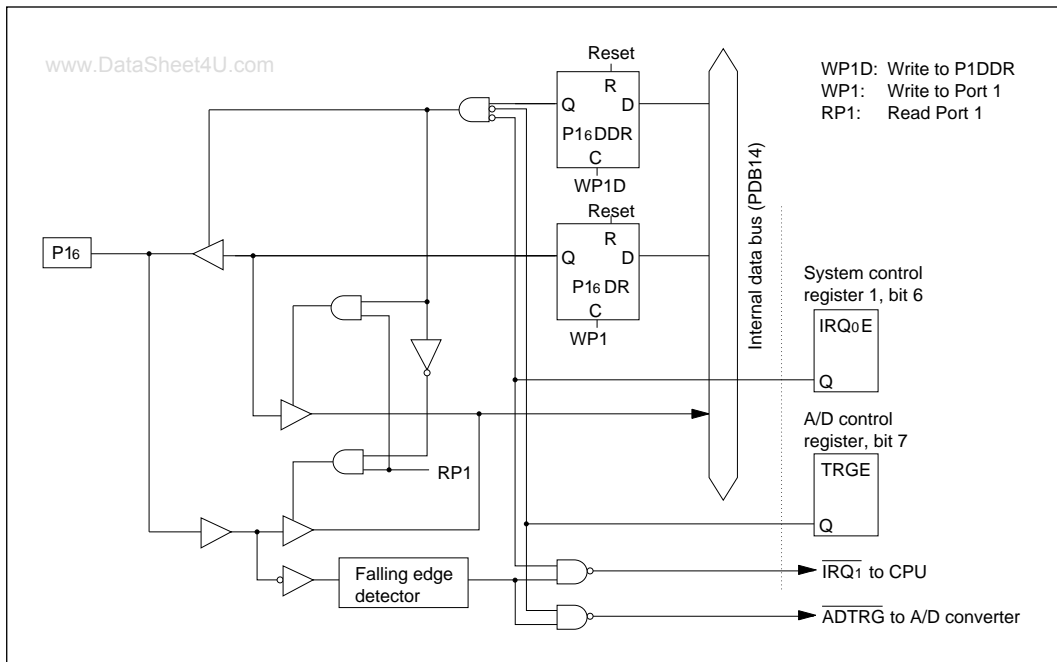 www.DataSheet4U.com
Reset
R
Q
D
P16DDR
C
WP1D
WP1D: Write to P1DDR
WP1: Write to Port 1
RP1: Read Port 1
Reset
R
Q
D
P16DR
C
WP1
P16
Internal data bus (PDB14)
System control
register 1, bit 6
IRQ0E
Q
A/D control
register, bit 7
TRGE
Q
RP1
Falling edge
detector
IRQ1 to CPU
ADTRG to A/D converter